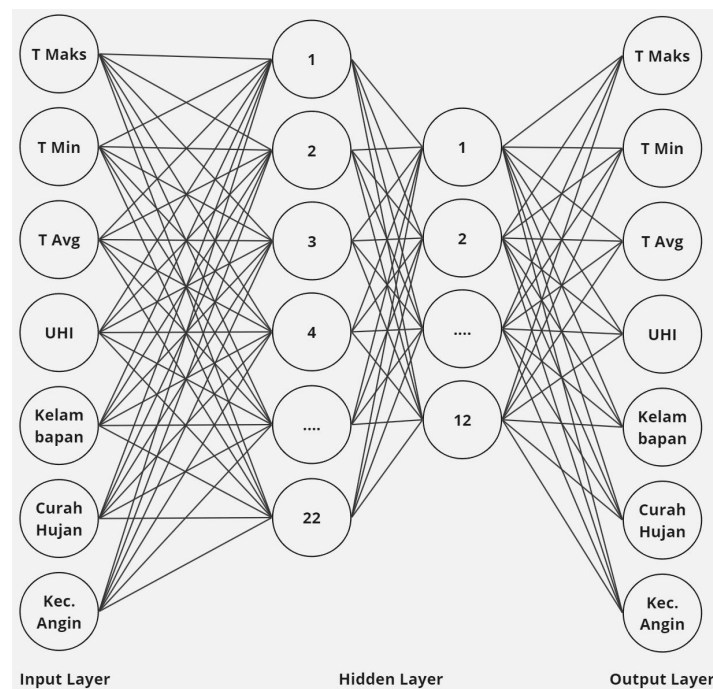 T Maks
T Min
T Avg
UHI
Kelam
bapan
Curah
Hujan
Kec.
Angin
Input Layer
1
2
3
4
....
22
1
2
....
12
Hidden Layer
T Maks
T Min
T Avg
UHI
Kelam
bapan
Curah
Hujan
Kec.
Angin
Output Layer